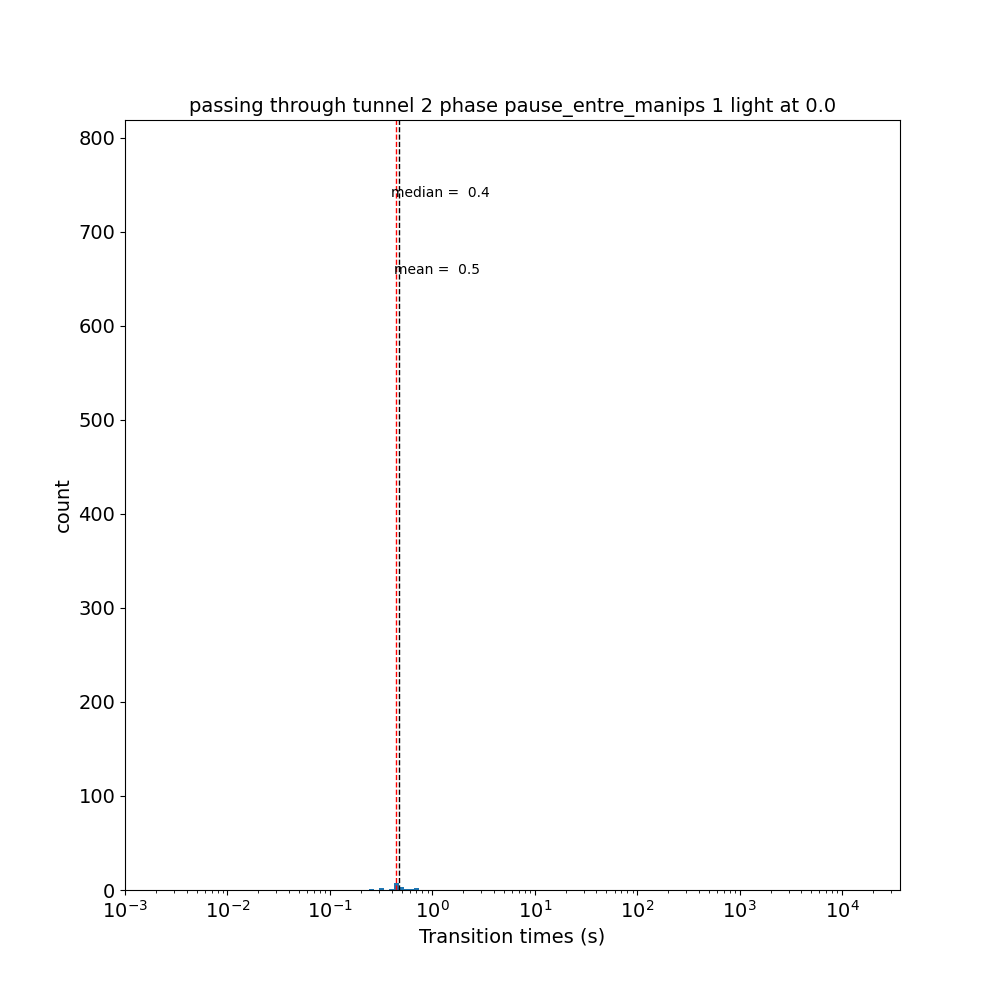 passing through tunnel 2 phase pause_entre_manips 1 light at 0.0
800
median =  0.4
700
mean =  0.5
600
500
count
400
300
200
100
0
10⁻³ 10⁻² 10⁻¹ 10⁰ 10¹ 10² 10³ 10⁴
Transition times (s)